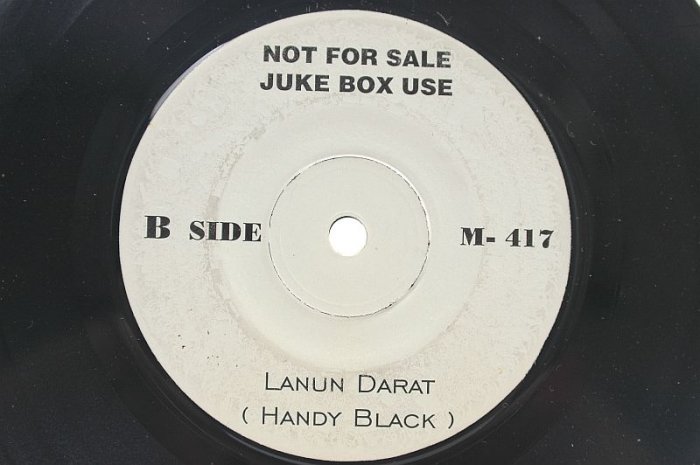 NOT FOR SALE
JUKE BOX USE
B SIDE
M- 417
LANUN DARAT
( HANDY BLACK )